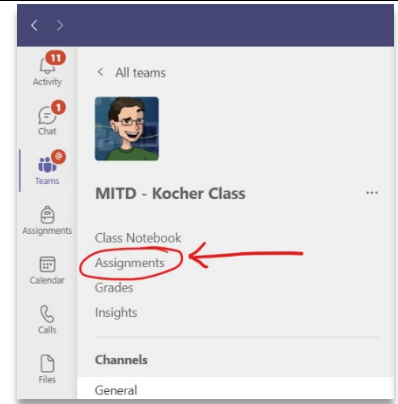 11
Activity
All teams
1
Chat
@
Teams
MITD - Kocher Class
...
Assignments
Class Notebook
Assignments
Calendar
Grades
Insights
Calls
Channels
Files
General